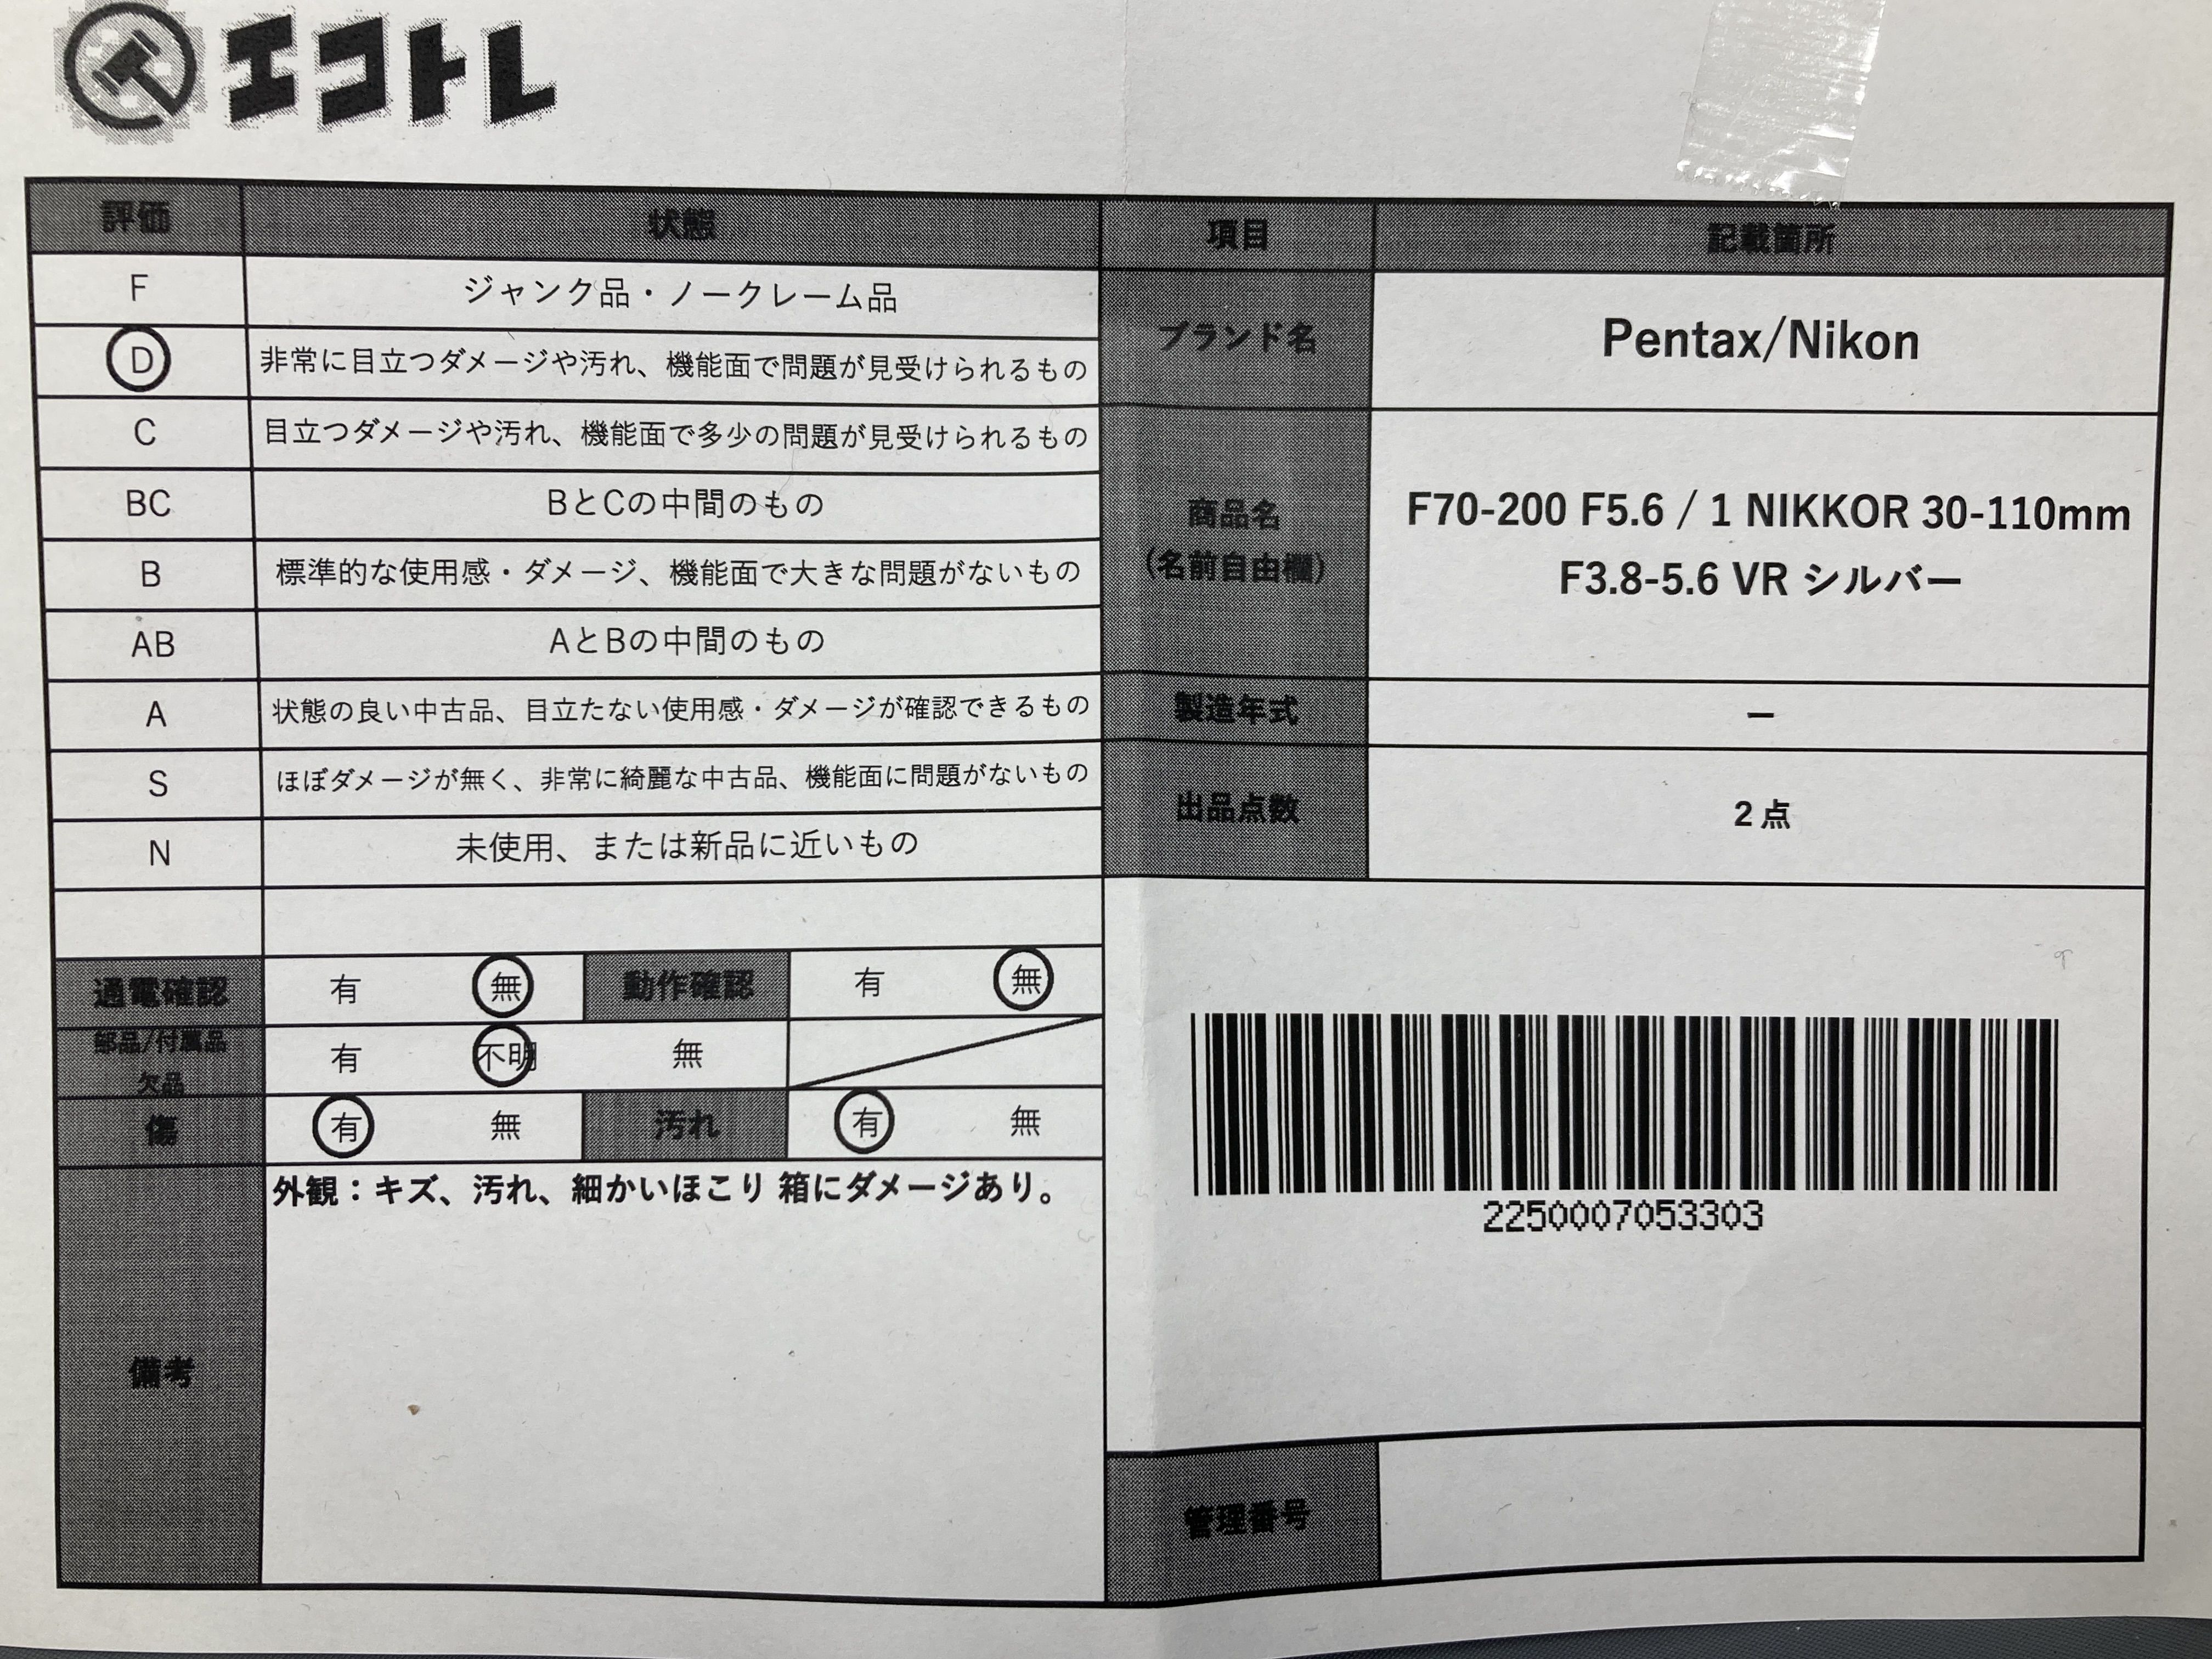 エコトレ
評価 状態
F ジャンク品・ノークレーム品
D 非常に目立つダメージや汚れ、機能面で問題が見受けられるもの
C 目立つダメージや汚れ、機能面で多少の問題が見受けられるもの
BC BとCの中間のもの
B 標準的な使用感・ダメージ、機能面で大きな問題がないもの
AB AとBの中間のもの
A 状態の良い中古品、目立たない使用感・ダメージが確認できるもの
S ほぼダメージが無く、非常に綺麗な中古品、機能面に問題がないもの
N 未使用、または新品に近いもの
通電確認 有 無 動作確認 有 無
部品/付属品 有 不明 無
欠品
傷 有 無 汚れ 有 無
備考 外観：キズ、汚れ、細かいほこり 箱にダメージあり。
項目 記載箇所
ブランド名 Pentax/Nikon
商品名 F70-200 F5.6 / 1 NIKKOR 30-110mm
(名前自由欄) F3.8-5.6 VR シルバー
製造年式 ー
出品点数 2 点
2250007053303
管理番号